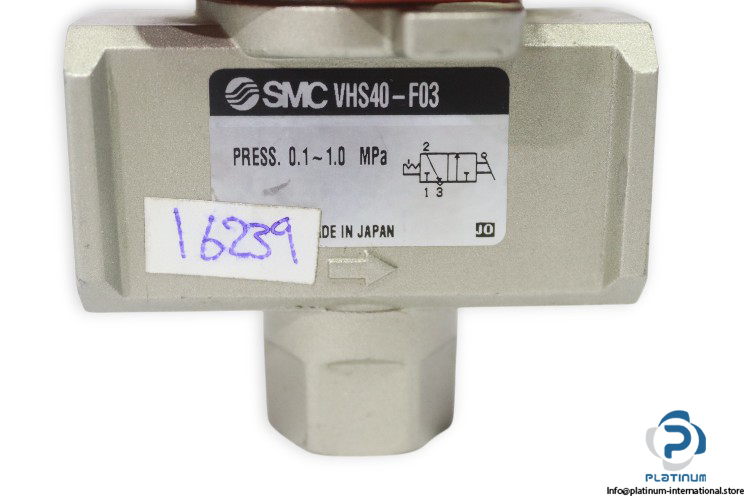 SMC VHS40-F03
PRESS. 0.1~1.0 MPa
2
1 3
16239
ADE IN JAPAN
JO
PLATINUM
Info@platinum-international.store